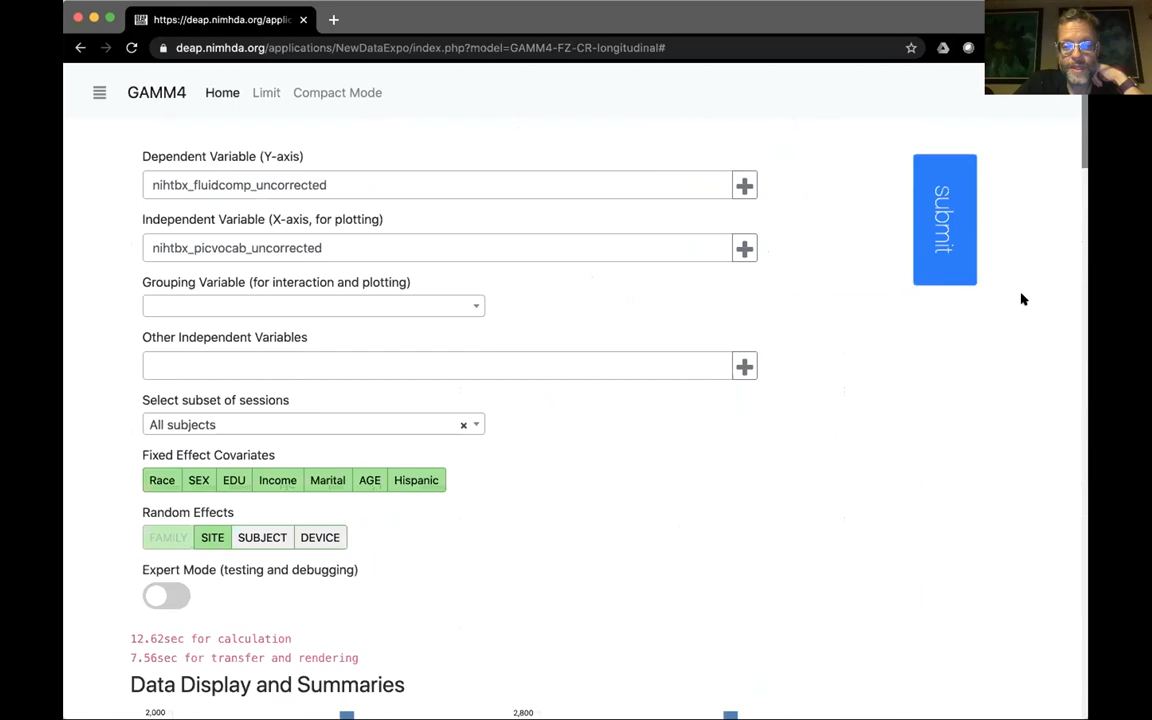 https://deap.nimhda.org/applic
deap.nimhda.org/applications/NewDataExpo/index.php?model=GAMM4-FZ-CR-longitudinal#
GAMM4 Home Limit Compact Mode
Dependent Variable (Y-axis)
nihtbx_fluidcomp_uncorrected
submit
Independent Variable (X-axis, for plotting)
nihtbx_picvocab_uncorrected
Grouping Variable (for interaction and plotting)
Other Independent Variables
Select subset of sessions
All subjects
Fixed Effect Covariates
Race SEX EDU Income Marital AGE Hispanic
Random Effects
FAMILY SITE SUBJECT DEVICE
Expert Mode (testing and debugging)
12.62sec for calculation
7.56sec for transfer and rendering
Data Display and Summaries
2,000 2,800